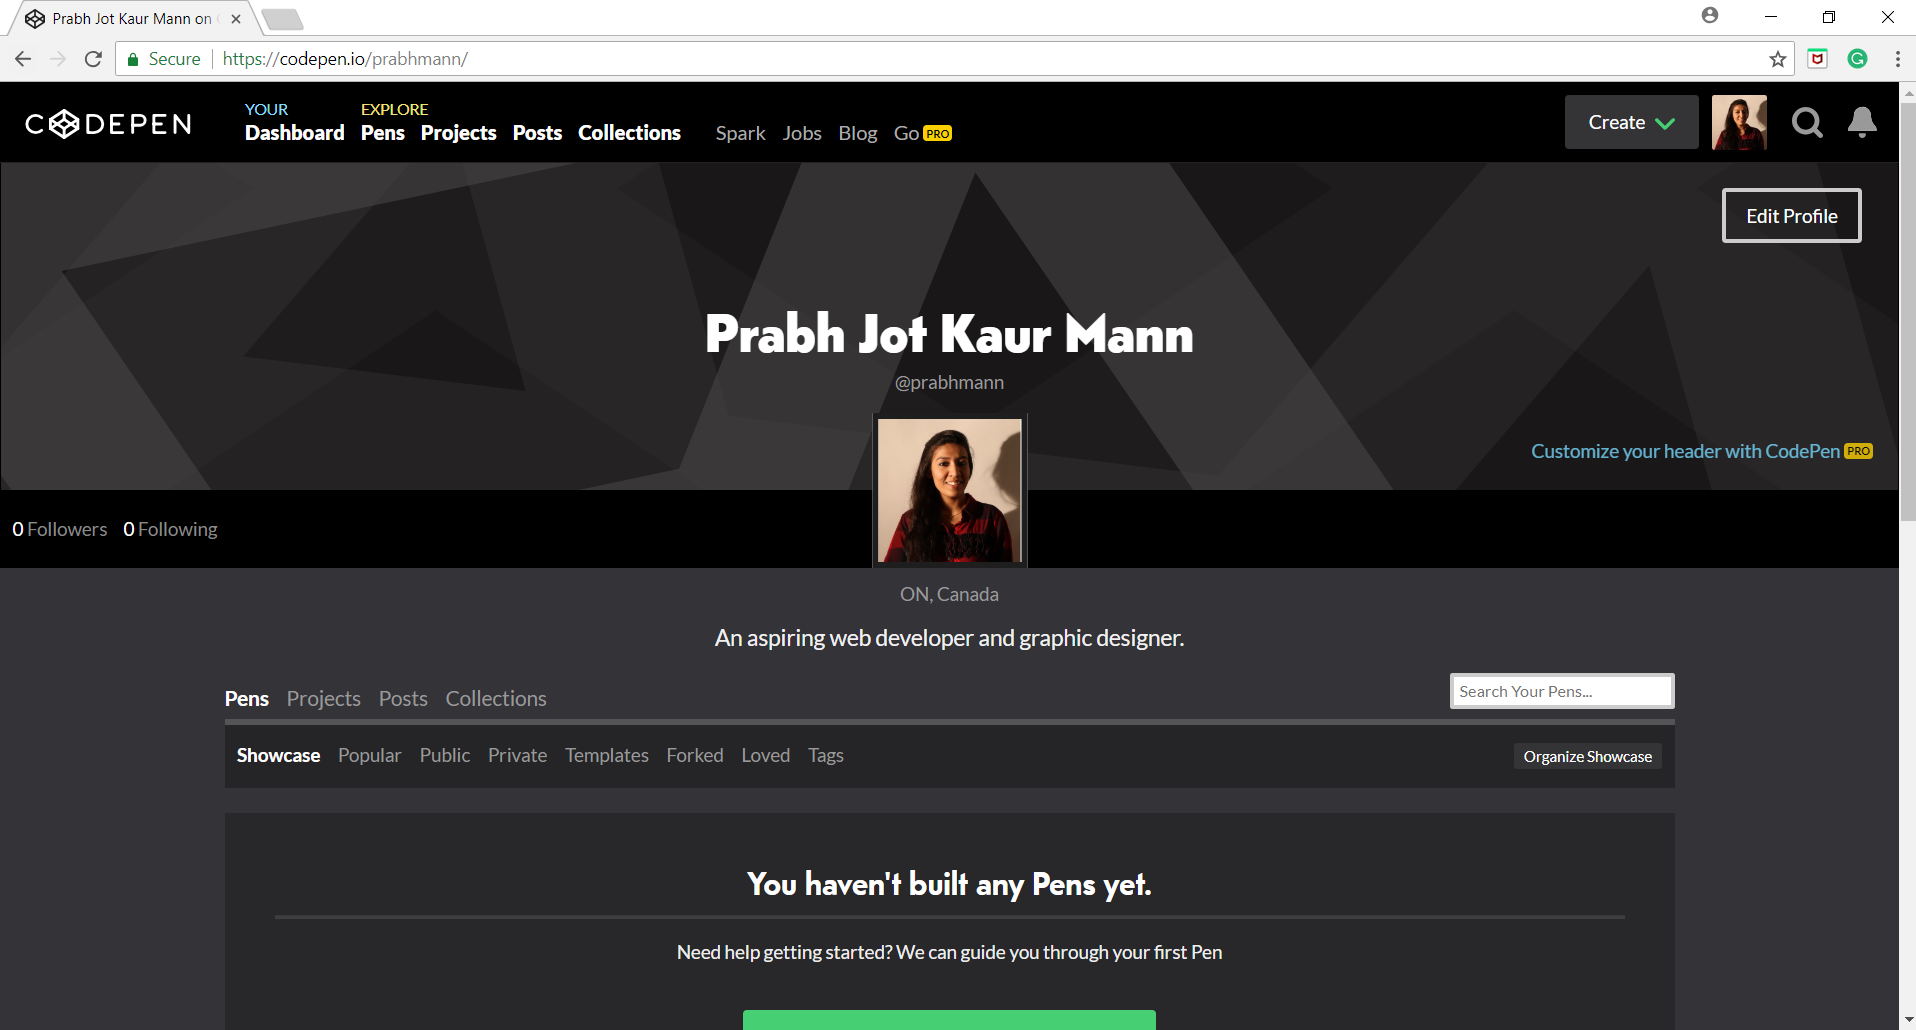 Prabh Jot Kaur Mann on
Secure https://codepen.io/prabhmann/
CODEPEN
YOUR EXPLORE
Dashboard Pens Projects Posts Collections Spark Jobs Blog Go PRO
Create
Edit Profile
Prabh Jot Kaur Mann
@prabhmann
Customize your header with CodePen PRO
0 Followers 0 Following
ON, Canada
An aspiring web developer and graphic designer.
Pens Projects Posts Collections
Search Your Pens...
Showcase Popular Public Private Templates Forked Loved Tags
Organize Showcase
You haven't built any Pens yet.
Need help getting started? We can guide you through your first Pen